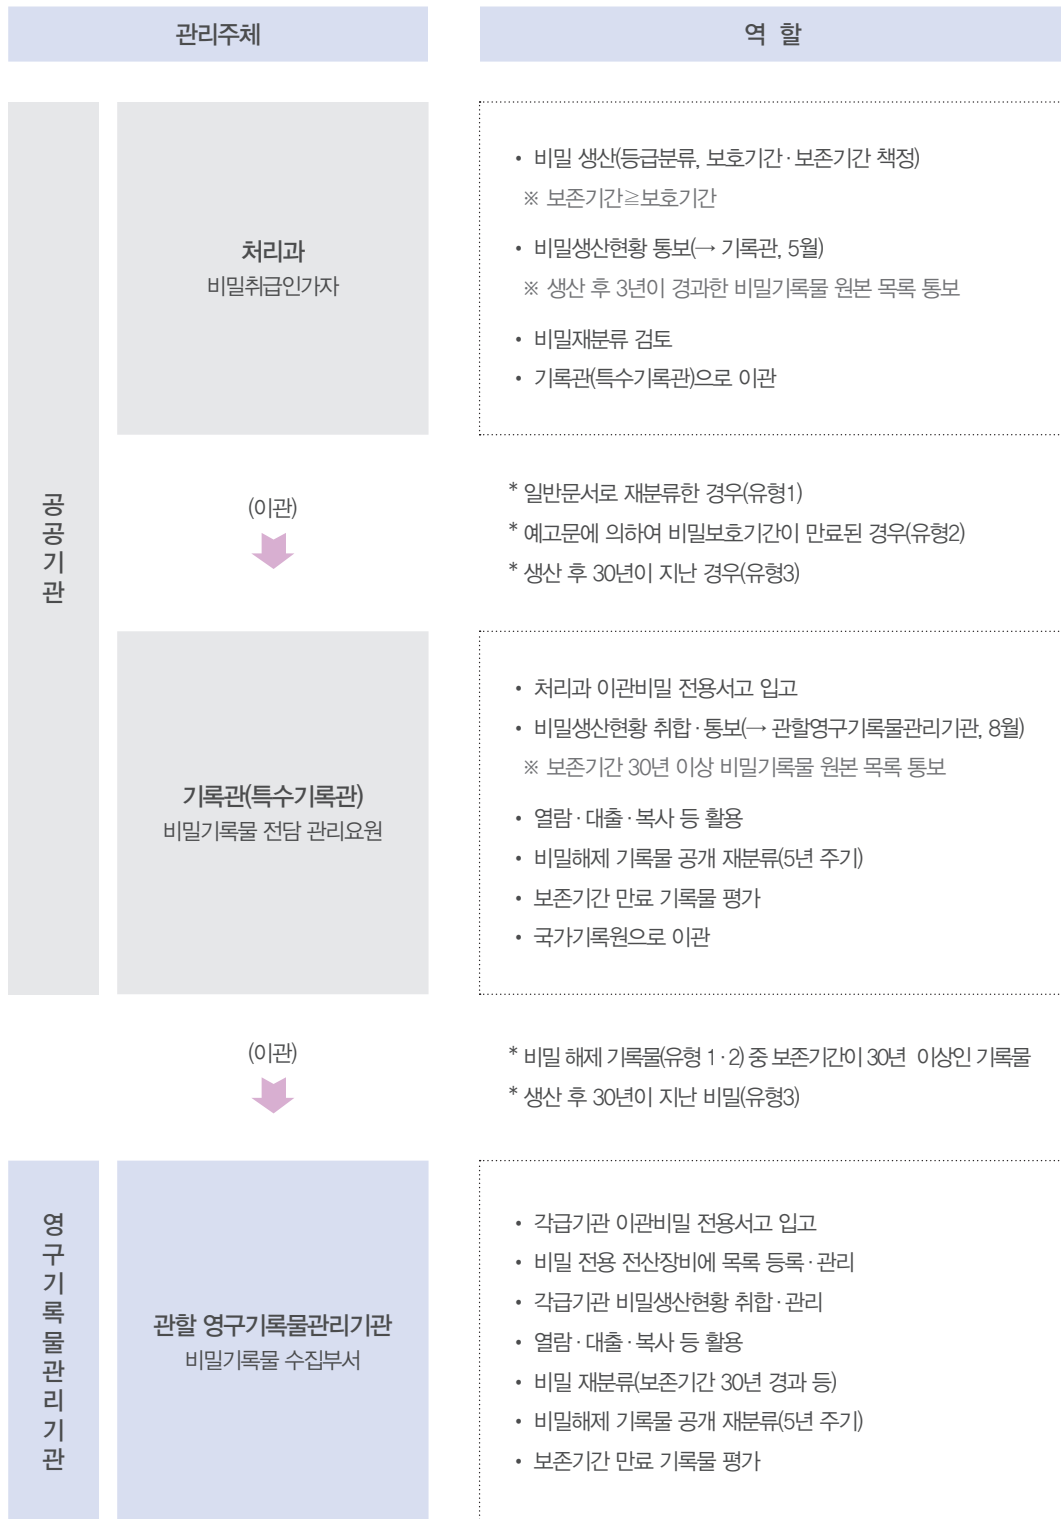 관리주체
역 할
공공기관
처리과
비밀취급인가자
• 비밀 생산(등급분류, 보호기간·보존기간 책정)
※ 보존기간≧보호기간
• 비밀생산현황 통보(→ 기록관, 5월)
※ 생산 후 3년이 경과한 비밀기록물 원본 목록 통보
• 비밀재분류 검토
• 기록관(특수기록관)으로 이관
(이관)
* 일반문서로 재분류한 경우(유형1)
* 예고문에 의하여 비밀보호기간이 만료된 경우(유형2)
* 생산 후 30년이 지난 경우(유형3)
기록관(특수기록관)
비밀기록물 전담 관리요원
• 처리과 이관비밀 전용서고 입고
• 비밀생산현황 취합·통보(→ 관할영구기록물관리기관, 8월)
※ 보존기간 30년 이상 비밀기록물 원본 목록 통보
• 열람·대출·복사 등 활용
• 비밀해제 기록물 공개 재분류(5년 주기)
• 보존기간 만료 기록물 평가
• 국가기록원으로 이관
(이관)
* 비밀 해제 기록물(유형 1·2) 중 보존기간이 30년 이상인 기록물
* 생산 후 30년이 지난 비밀(유형3)
영구기록물관리기관
관할 영구기록물관리기관
비밀기록물 수집부서
• 각급기관 이관비밀 전용서고 입고
• 비밀 전용 전산장비에 목록 등록·관리
• 각급기관 비밀생산현황 취합·관리
• 열람·대출·복사 등 활용
• 비밀 재분류(보존기간 30년 경과 등)
• 비밀해제 기록물 공개 재분류(5년 주기)
• 보존기간 만료 기록물 평가